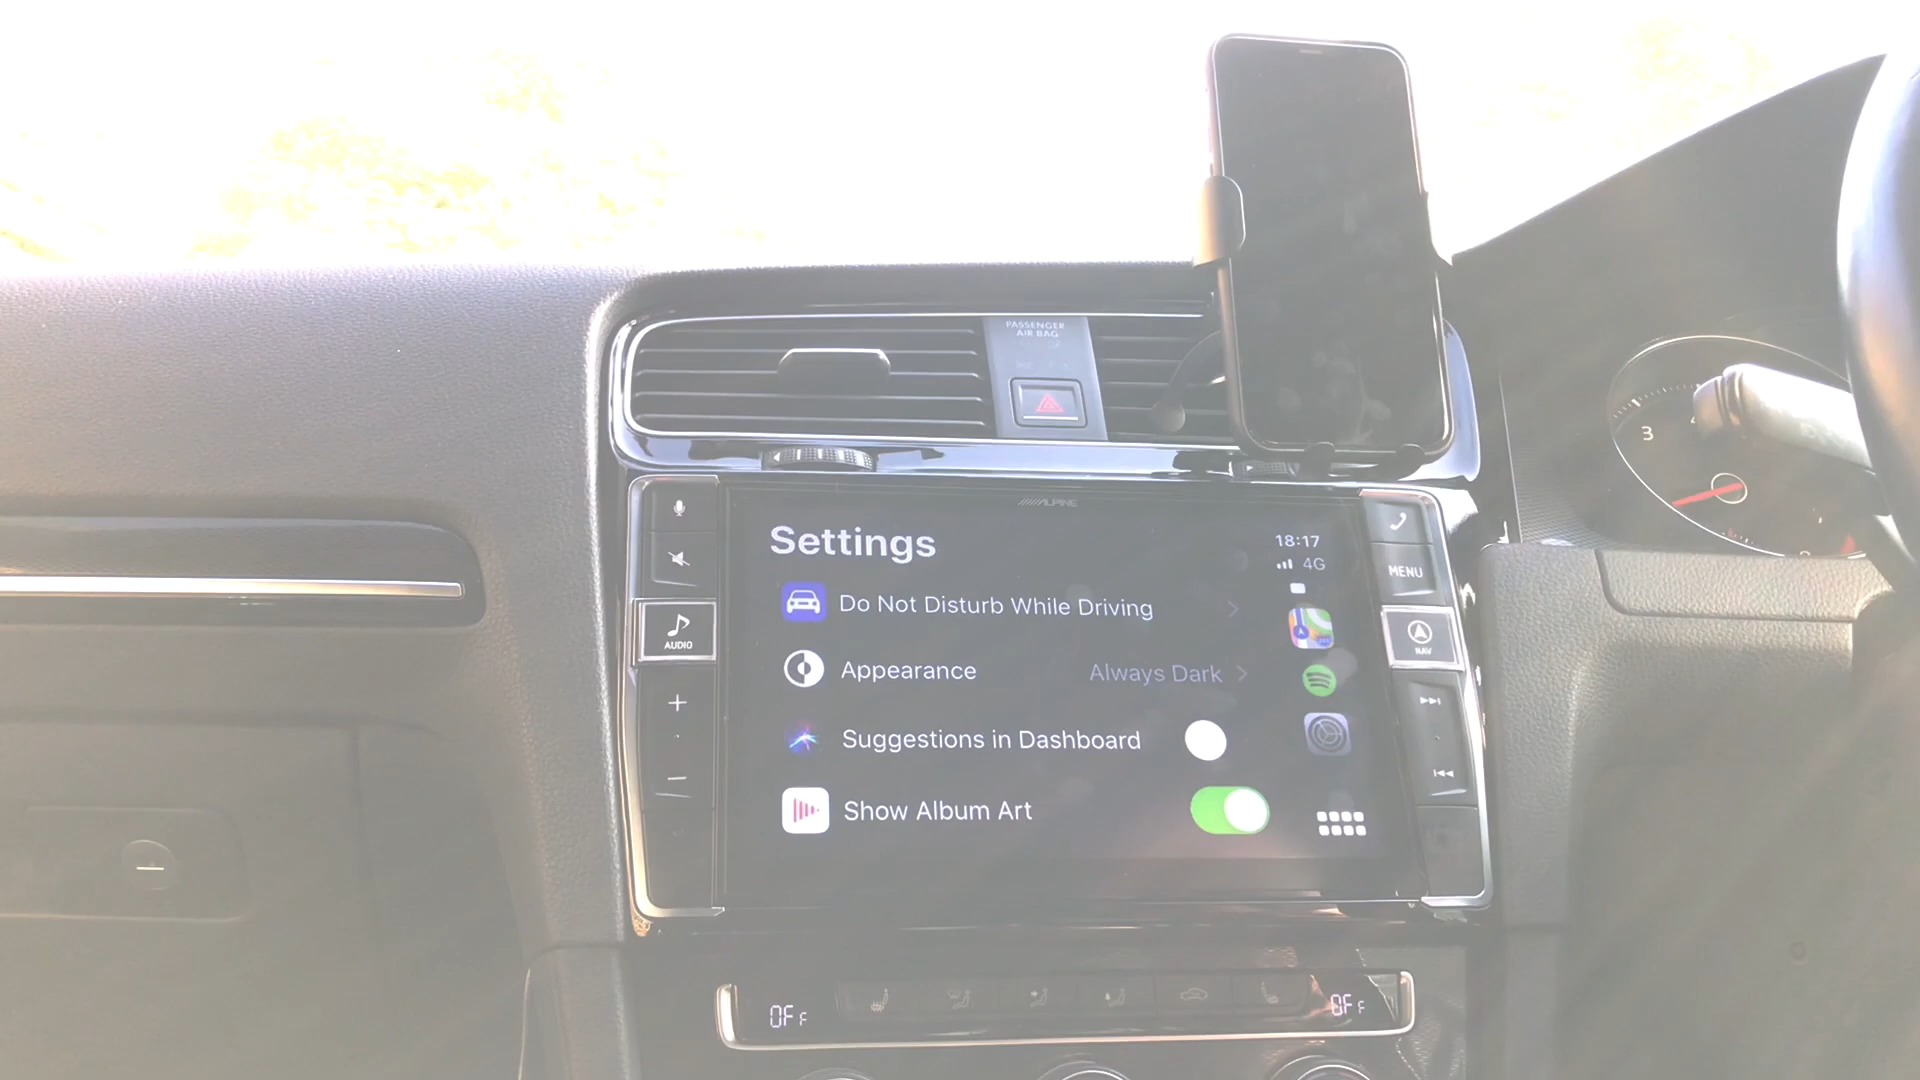 PASSENGER
AIR BAG
ALPINE
Settings
18:17
4G
Do Not Disturb While Driving
Appearance
Always Dark
Suggestions in Dashboard
Show Album Art
AUDIO
MENU
NAV
3
OFF
OFF